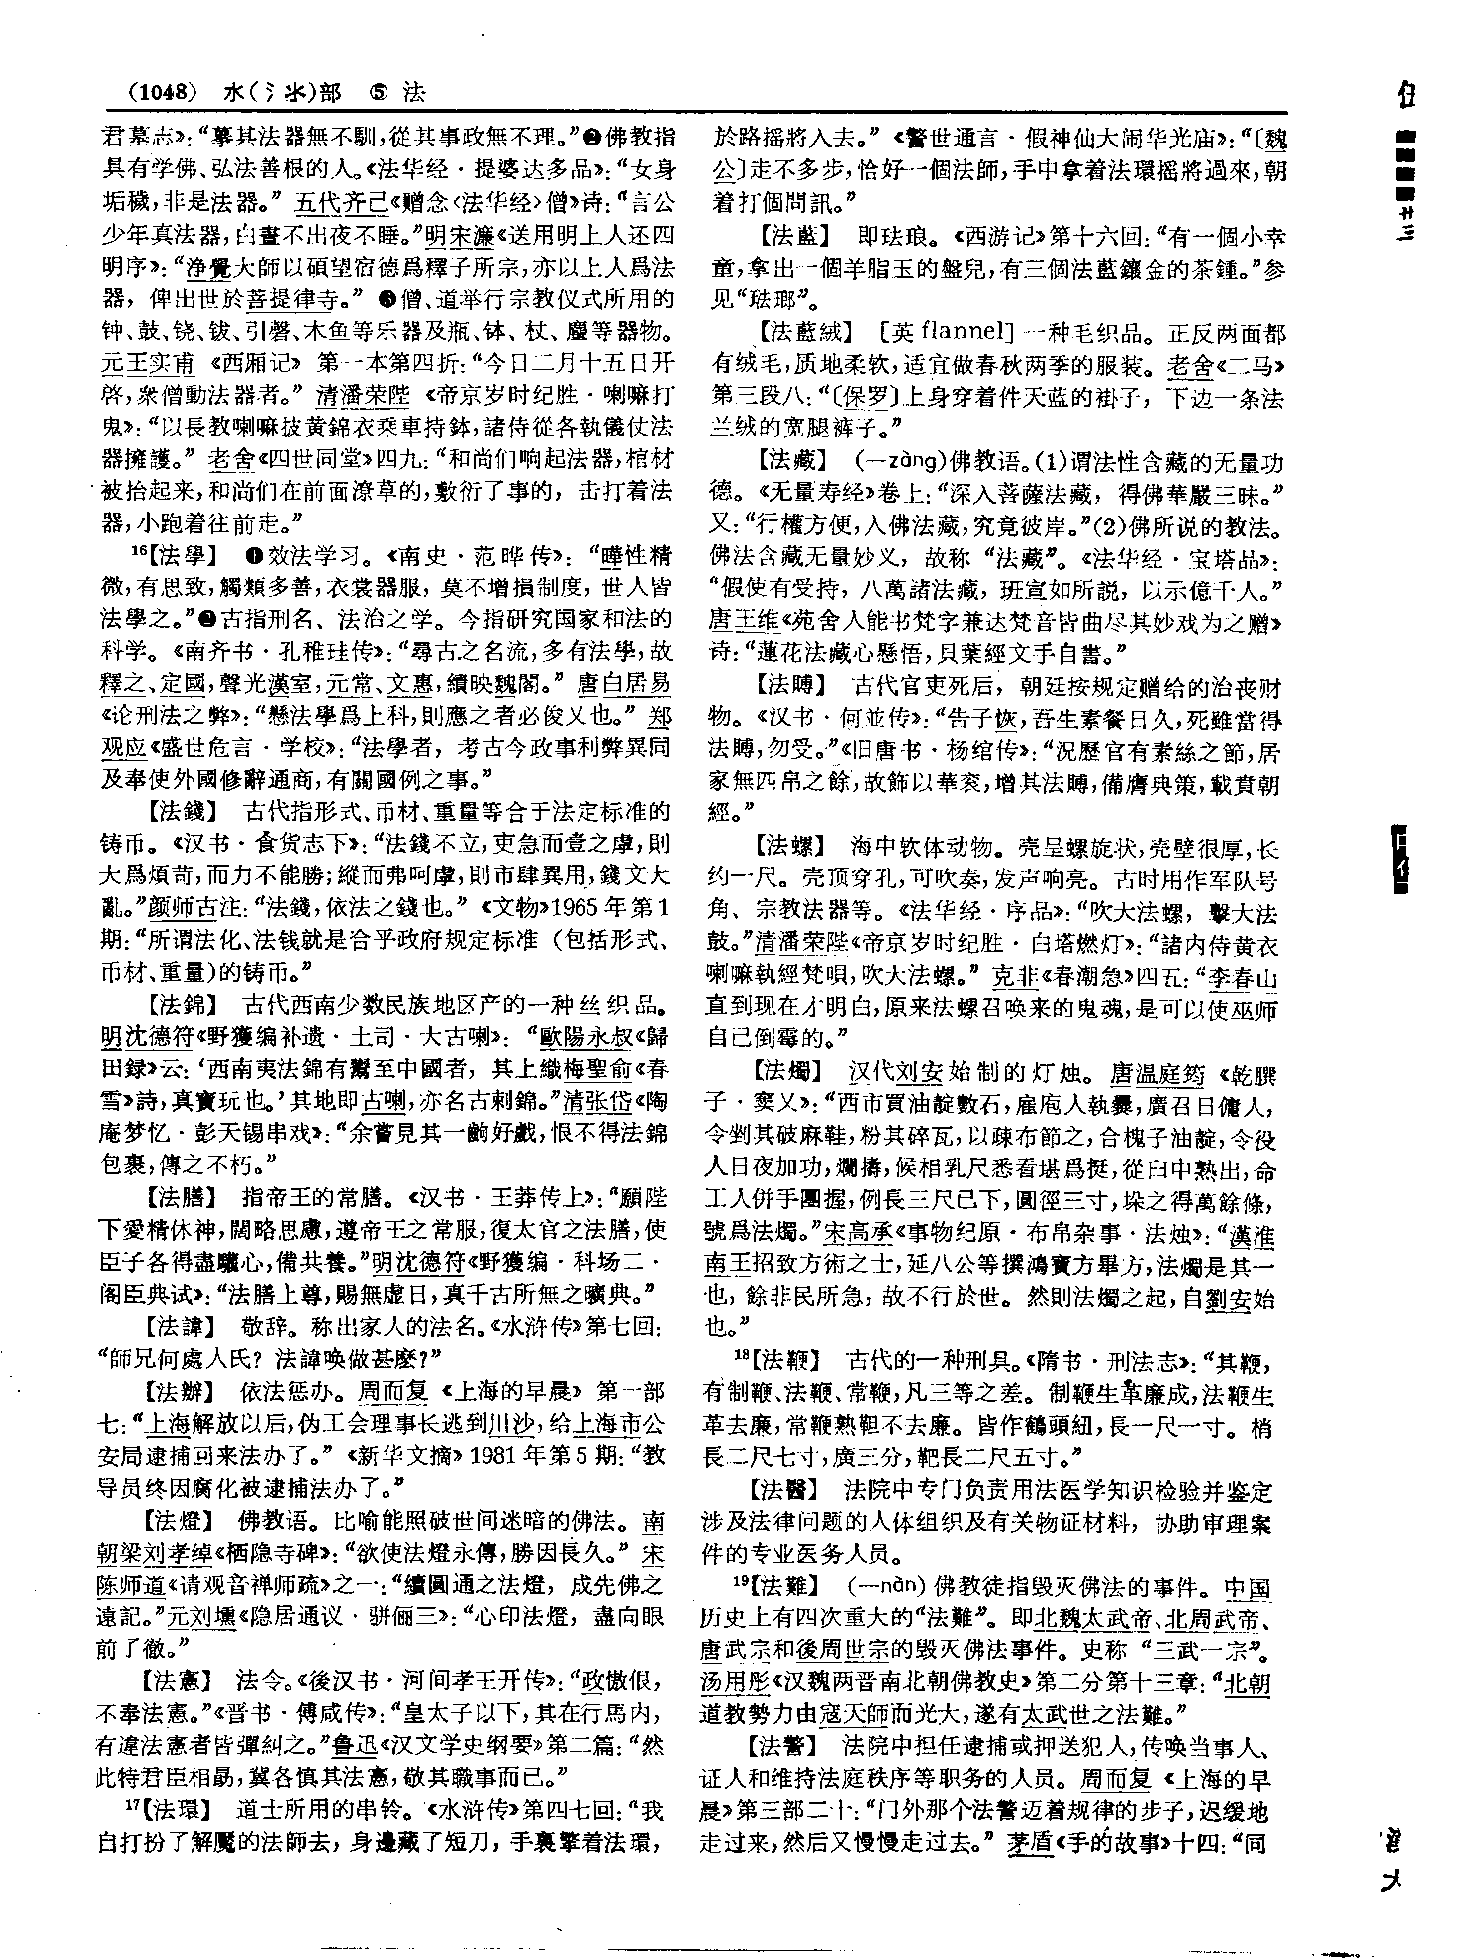 (1048) 水(氵氺)部 ⑤ 法
君墓志》：“摹其法器無不馴，從其事政無不理。”❷佛教指
具有学佛、弘法善根的人。《法华经·提婆达多品》：“女身
垢穢，非是法器。” 五代齐己《赠念〈法华经〉僧》诗：“言公
少年真法器，白晝不出夜不睡。”明宋濂《送用明上人还四
明序》：“浄覺大師以碩望宿德爲釋子所宗，亦以上人爲法
器，俾出世於菩提律寺。” ❸僧、道举行宗教仪式所用的
钟、鼓、铙、钹、引磬、木鱼等乐器及瓶、钵、杖、麈等器物。
元王实甫《西厢记》第一本第四折：“今日二月十五日开
啓，衆僧動法器者。” 清潘荣陛《帝京岁时纪胜·喇嘛打
鬼》：“以長教喇嘛披黄錦衣乘車持鉢，諸侍從各執儀仗法
器擁護。” 老舍《四世同堂》四九：“和尚们响起法器，棺材
被抬起来，和尚们在前面潦草的，敷衍了事的，击打着法
器，小跑着往前走。”
16【法學】 ❶效法学习。《南史·范晔传》：“曄性精
微，有思致，觸類多善，衣裳器服，莫不增損制度，世人皆
法學之。”❷古指刑名、法治之学。今指研究国家和法的
科学。《南齐书·孔稚珪传》：“尋古之名流，多有法學，故
釋之、定國，聲光漢室，元常、文惠，績映魏閣。” 唐白居易
《论刑法之弊》：“懸法學爲上科，則應之者必俊乂也。” 郑
观应《盛世危言·学校》：“法學者，考古今政事利弊異同
及奉使外國修辭通商，有關國例之事。”
【法錢】 古代指形式、币材、重量等合于法定标准的
铸币。《汉书·食货志下》：“法錢不立，吏急而壹之虖，則
大爲煩苛，而力不能勝；縱而弗呵虖，則市肆異用，錢文大
亂。”颜师古注：“法錢，依法之錢也。” 《文物》1965年第1
期：“所谓法化、法钱就是合乎政府规定标准（包括形式、
币材、重量）的铸币。”
【法錦】 古代西南少数民族地区产的一种丝织品。
明沈德符《野獲编补遗·土司·大古喇》：“歐陽永叔《歸
田録》云：‘西南夷法錦有鬻至中國者，其上織梅聖俞《春
雪》詩，真寶玩也。’其地即古喇，亦名古剌錦。”清张岱《陶
庵梦忆·彭天锡串戏》：“余嘗見其一齣好戲，恨不得法錦
包裹，傳之不朽。”
【法膳】 指帝王的常膳。《汉书·王莽传上》：“願陛
下愛精休神，闊略思慮，遵帝王之常服，復太官之法膳，使
臣子各得盡驩心，備共養。”明沈德符《野獲编·科场二·
阁臣典试》：“法膳上尊，賜無虚日，真千古所無之曠典。”
【法諱】 敬辞。称出家人的法名。《水浒传》第七回：
“師兄何處人氏？法諱唤做甚麽？”
【法辦】 依法惩办。周而复《上海的早晨》第一部
七：“上海解放以后，伪工会理事长逃到川沙，给上海市公
安局逮捕回来法办了。” 《新华文摘》1981年第5期：“教
导员终因腐化被逮捕法办了。”
【法燈】 佛教语。比喻能照破世间迷暗的佛法。南
朝梁刘孝绰《栖隐寺碑》：“欲使法燈永傳，勝因長久。” 宋
陈师道《请观音禅师疏》之一：“續圓通之法燈，成先佛之
遠記。”元刘壎《隐居通议·骈俪三》：“心印法燈，盡向眼
前了徹。”
【法憲】 法令。《後汉书·河间孝王开传》：“政慠佷，
不奉法憲。”《晋书·傅咸传》：“皇太子以下，其在行馬内，
有違法憲者皆彈糾之。”鲁迅《汉文学史纲要》第二篇：“然
此特君臣相勗，冀各慎其法憲，敬其職事而已。”
17【法環】 道士所用的串铃。《水浒传》第四七回：“我
白打扮了解魘的法師去，身邊藏了短刀，手裏擎着法環，
於路摇將入去。” 《警世通言·假神仙大闹华光庙》：“〔魏
公〕走不多步，恰好一個法師，手中拿着法環摇將過來，朝
着打個問訊。”
【法藍】 即珐琅。《西游记》第十六回：“有一個小幸
童，拿出一個羊脂玉的盤兒，有三個法藍鑲金的茶鍾。”参
见“珐瑯”。
【法藍絨】 [英 flannel] 一种毛织品。正反两面都
有绒毛，质地柔软，适宜做春秋两季的服装。老舍《二马》
第三段八：“〔保罗〕上身穿着件天蓝的褂子，下边一条法
兰绒的宽腿裤子。”
【法藏】 (—zàng)佛教语。(1)谓法性含藏的无量功
德。《无量寿经》卷上：“深入菩薩法藏，得佛華嚴三昧。”
又：“行權方便，入佛法藏，究竟彼岸。”(2)佛所说的教法。
佛法含藏无量妙义，故称“法藏”。《法华经·宝塔品》：
“假使有受持，八萬諸法藏，班宣如所説，以示億千人。”
唐王维《苑舍人能书梵字兼达梵音皆曲尽其妙戏为之赠》
诗：“蓮花法藏心懸悟，貝葉經文手自書。”
【法賻】 古代官吏死后，朝廷按规定赠给的治丧财
物。《汉书·何並传》：“告子恢，吾生素餐日久，死雖當得
法賻，勿受。”《旧唐书·杨绾传》：“況歷官有素絲之節，居
家無匹帛之餘，故飾以華衮，增其法賻，備膺典策，載賁朝
經。”
【法螺】 海中软体动物。壳呈螺旋状，壳壁很厚，长
约一尺。壳顶穿孔，可吹奏，发声响亮。古时用作军队号
角、宗教法器等。《法华经·序品》：“吹大法螺，擊大法
鼓。”清潘荣陛《帝京岁时纪胜·白塔燃灯》：“諸内侍黄衣
喇嘛執經梵唄，吹大法螺。” 克非《春潮急》四五：“李春山
直到现在才明白，原来法螺召唤来的鬼魂，是可以使巫师
自己倒霉的。”
【法燭】 汉代刘安始制的灯烛。唐温庭筠《乾𦠆
子·窦乂》：“西市買油靛數石，雇庖人執爨，廣召日傭人，
令剉其破麻鞋，粉其碎瓦，以疎布篩之，合槐子油靛，令役
人日夜加功，爛擣，候相乳尺悉看堪爲挺，從臼中熟出，命
工人併手團握，例長三尺已下，圓徑三寸，垛之得萬餘條，
號爲法燭。”宋高承《事物纪原·布帛杂事·法烛》：“漢淮
南王招致方術之士，延八公等撰鴻寶方畢方，法燭是其一
也，餘非民所急，故不行於世。然則法燭之起，自劉安始
也。”
18【法鞭】 古代的一种刑具。《隋书·刑法志》：“其鞭，
有制鞭、法鞭、常鞭，凡三等之差。制鞭生革廉成，法鞭生
革去廉，常鞭熟靼不去廉。皆作鶴頭紐，長一尺一寸。梢
長二尺七寸，廣三分，靶長二尺五寸。”
【法醫】 法院中专门负责用法医学知识检验并鉴定
涉及法律问题的人体组织及有关物证材料，协助审理案
件的专业医务人员。
19【法難】 (—nàn) 佛教徒指毁灭佛法的事件。中国
历史上有四次重大的“法難”。即北魏太武帝、北周武帝、
唐武宗和後周世宗的毁灭佛法事件。史称“三武一宗”。
汤用彤《汉魏两晋南北朝佛教史》第二分第十三章：“北朝
道教勢力由寇天師而光大，遂有太武世之法難。”
【法警】 法院中担任逮捕或押送犯人，传唤当事人、
证人和维持法庭秩序等职务的人员。周而复《上海的早
晨》第三部二十：“门外那个法警迈着规律的步子，迟缓地
走过来，然后又慢慢走过去。” 茅盾《手的故事》十四：“同